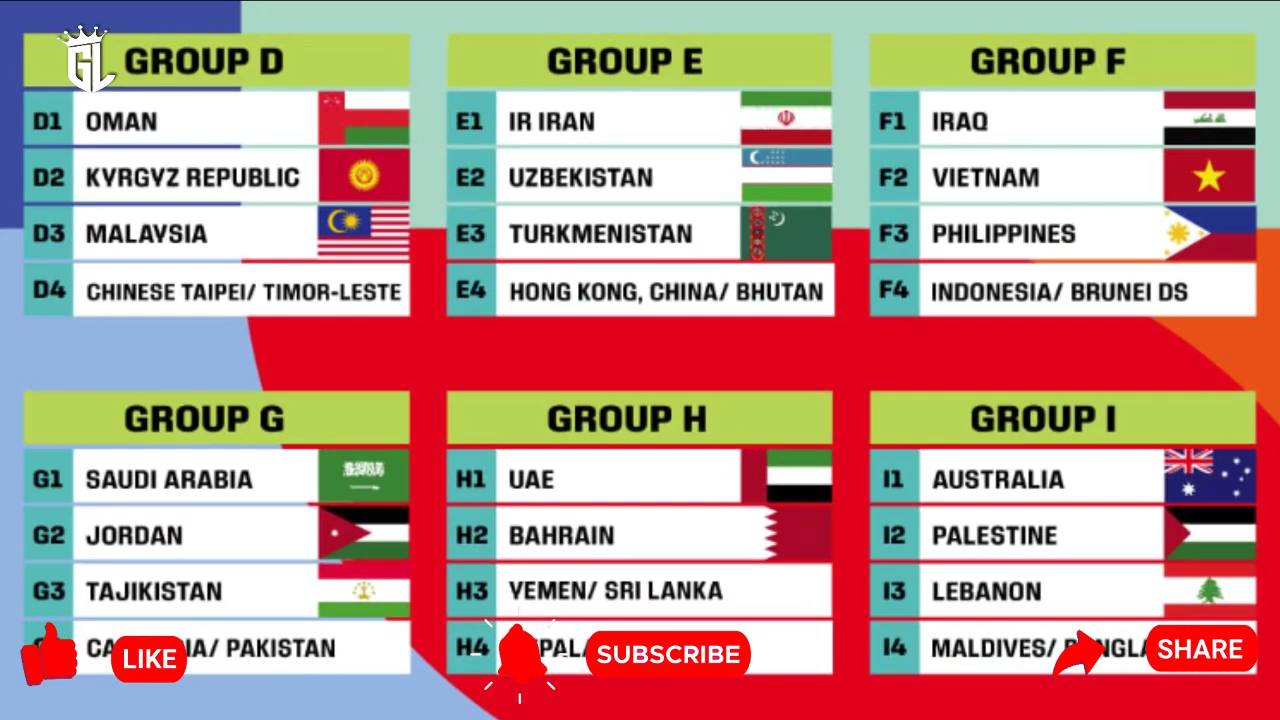 GL
GROUP D
D1 OMAN
D2 KYRGYZ REPUBLIC
D3 MALAYSIA
D4 CHINESE TAIPEI/ TIMOR-LESTE
GROUP E
E1 IR IRAN
E2 UZBEKISTAN
E3 TURKMENISTAN
E4 HONG KONG, CHINA/ BHUTAN
GROUP F
F1 IRAQ
F2 VIETNAM
F3 PHILIPPINES
F4 INDONESIA/ BRUNEI DS
GROUP G
G1 SAUDI ARABIA
G2 JORDAN
G3 TAJIKISTAN
PAKISTAN
GROUP H
H1 UAE
H2 BAHRAIN
H3 YEMEN/ SRI LANKA
H4
GROUP I
I1 AUSTRALIA
I2 PALESTINE
I3 LEBANON
I4 MALDIVES/
LIKE
SUBSCRIBE
SHARE